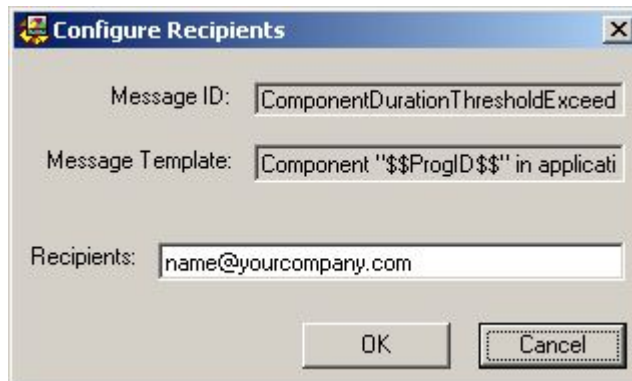 Configure Recipients
Message ID: ComponentDurationThresholdExceed
Message Template: Component "$$ProgID$$" in applicati
Recipients: name@yourcompany.com
OK Cancel